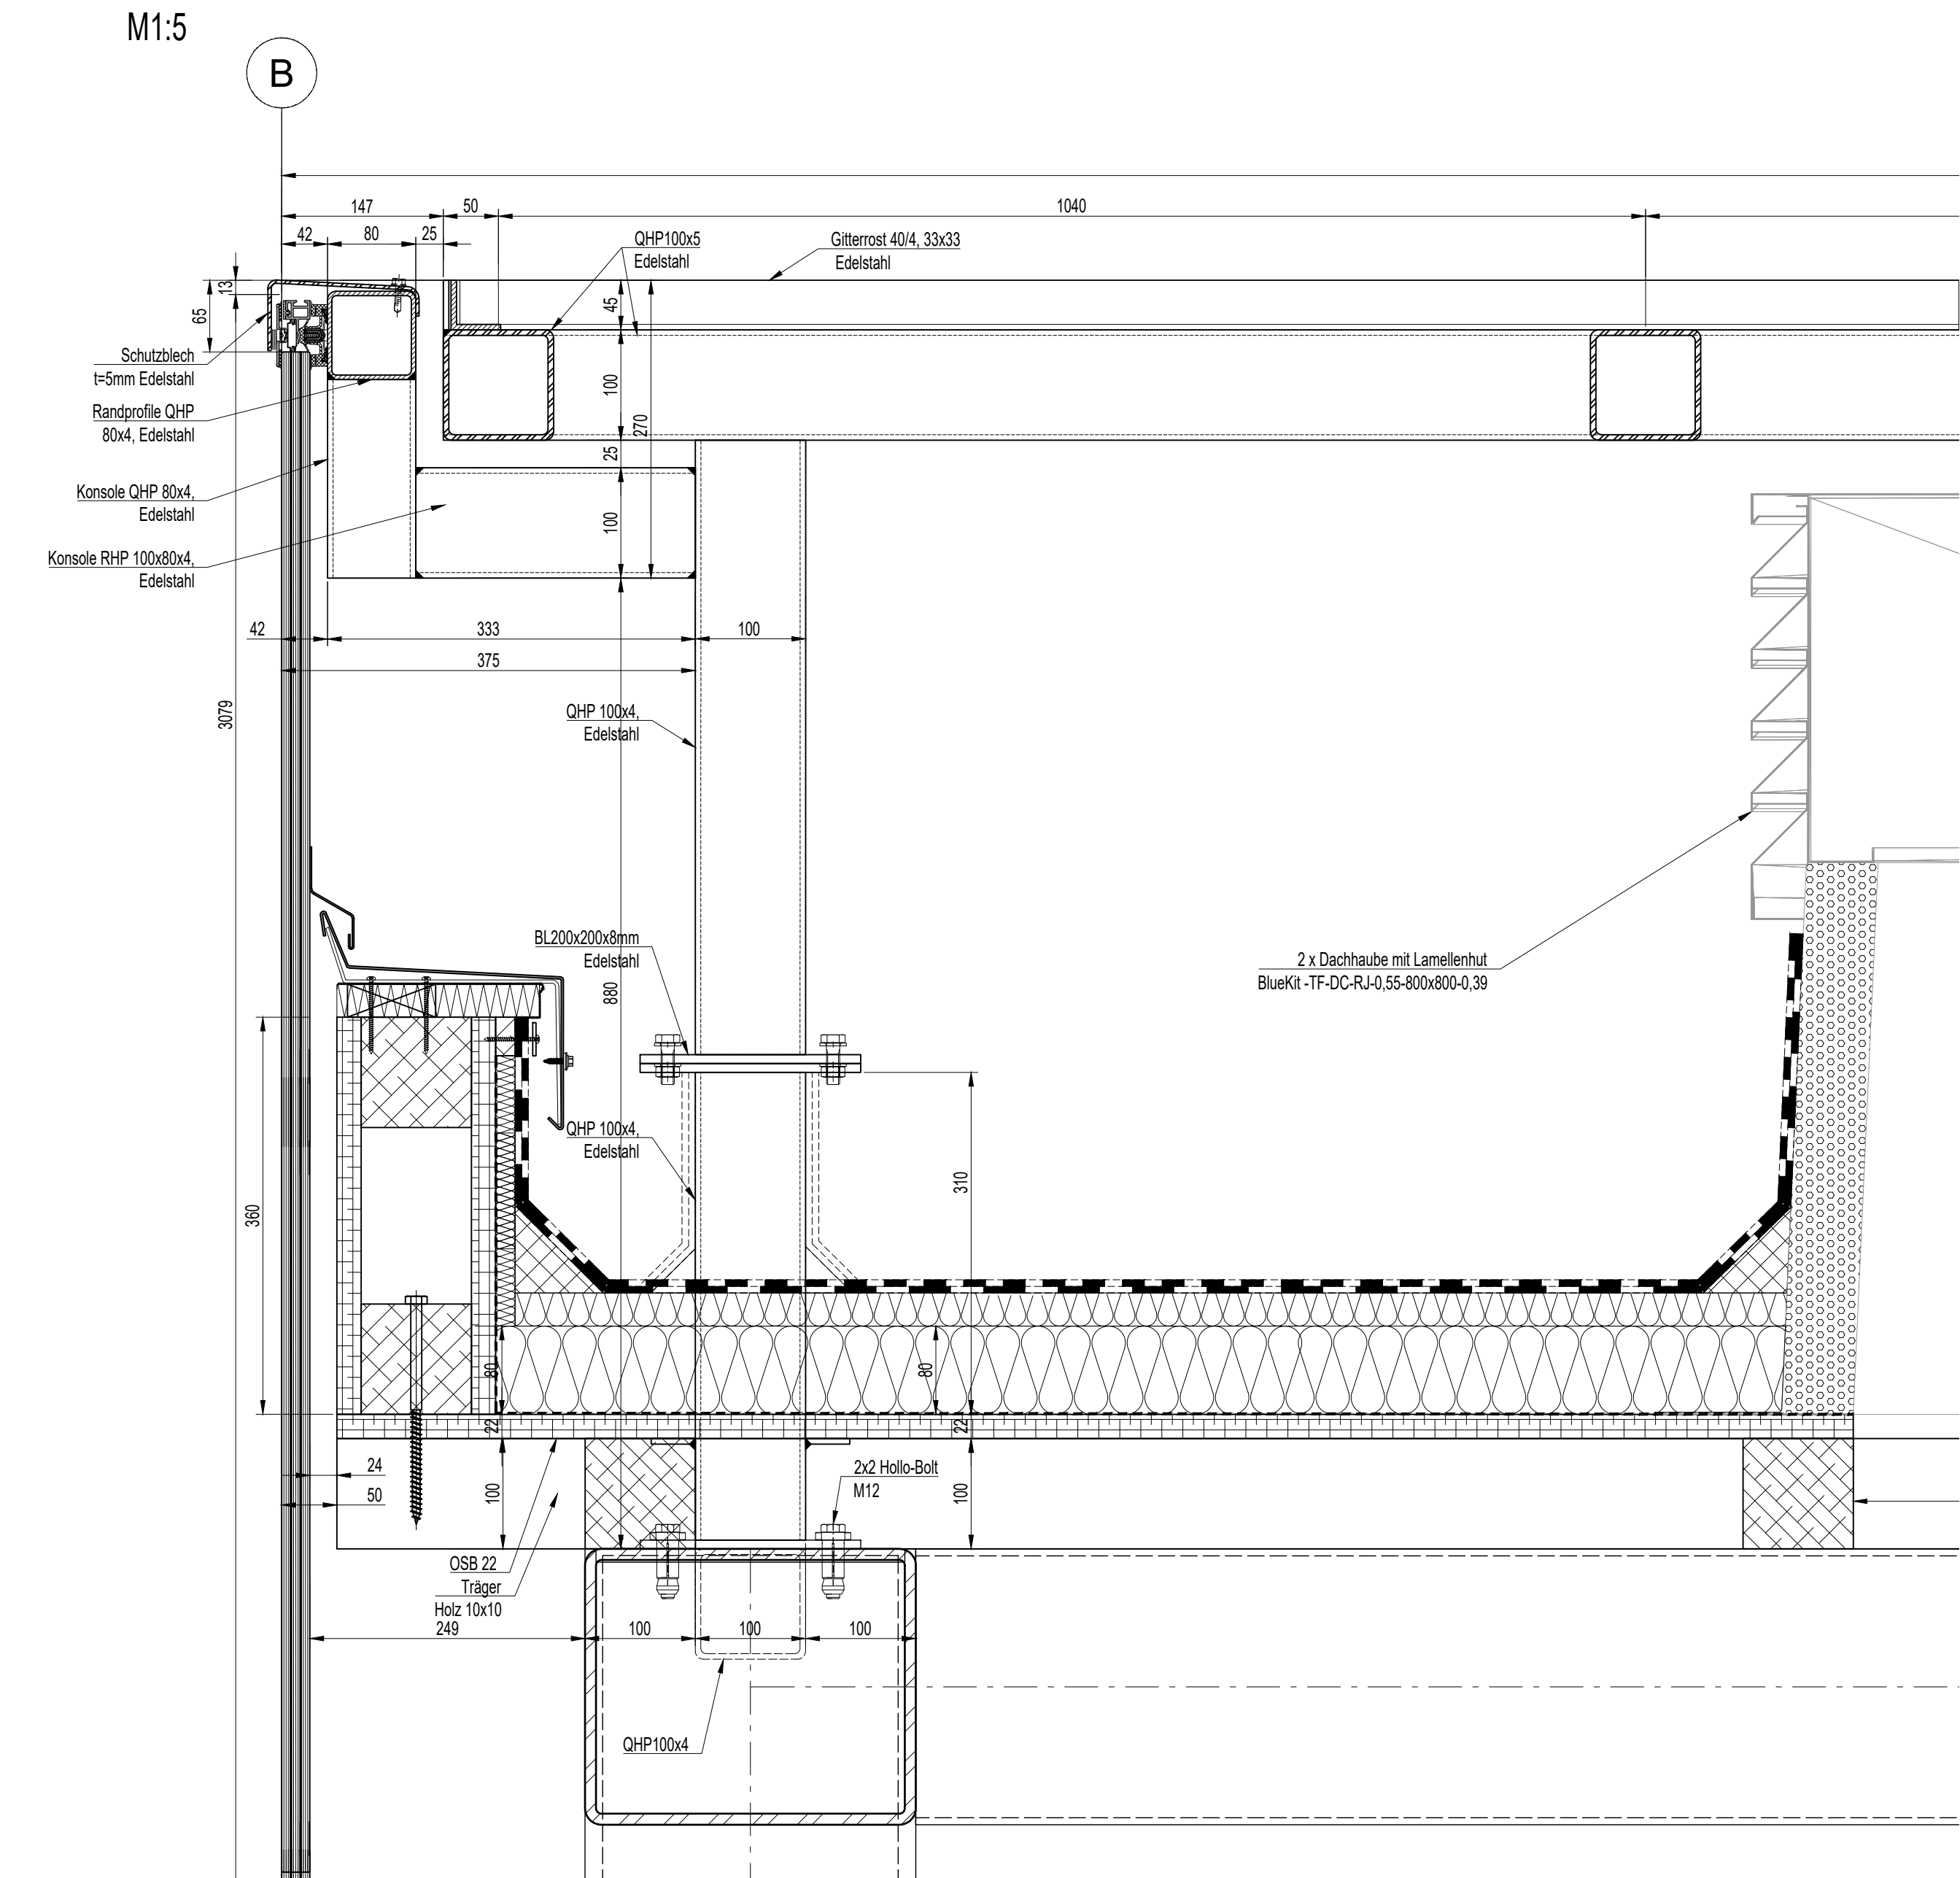 M1:5
B
147
50
1040
42
80
25
QHP100x5
Edelstahl
Gitterrost 40/4, 33x33
Edelstahl
13
65
45
Schutzblech
t=5mm Edelstahl
100
270
Randprofile QHP
80x4, Edelstahl
25
Konsole QHP 80x4,
Edelstahl
100
Konsole RHP 100x80x4,
Edelstahl
42
333
100
375
3079
QHP 100x4,
Edelstahl
BL200x200x8mm
Edelstahl
880
2 x Dachhaube mit Lamellenhut
BlueKit -TF-DC-RJ-0,55-800x800-0,39
QHP 100x4,
Edelstahl
310
360
80
80
22
22
24
50
100
2x2 Hollo-Bolt
M12
100
OSB 22
Träger
Holz 10x10
249
100
100
100
QHP100x4